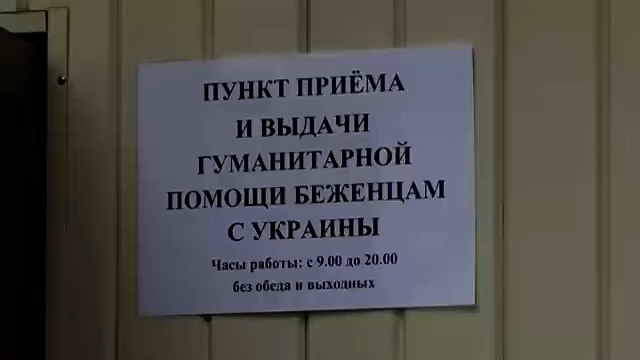 ПУНКТ ПРИЁМА
И ВЫДАЧИ
ГУМАНИТАРНОЙ
ПОМОЩИ БЕЖЕНЦАМ
С УКРАИНЫ
Часы работы: с 9.00 до 20.00
без обеда и выходных